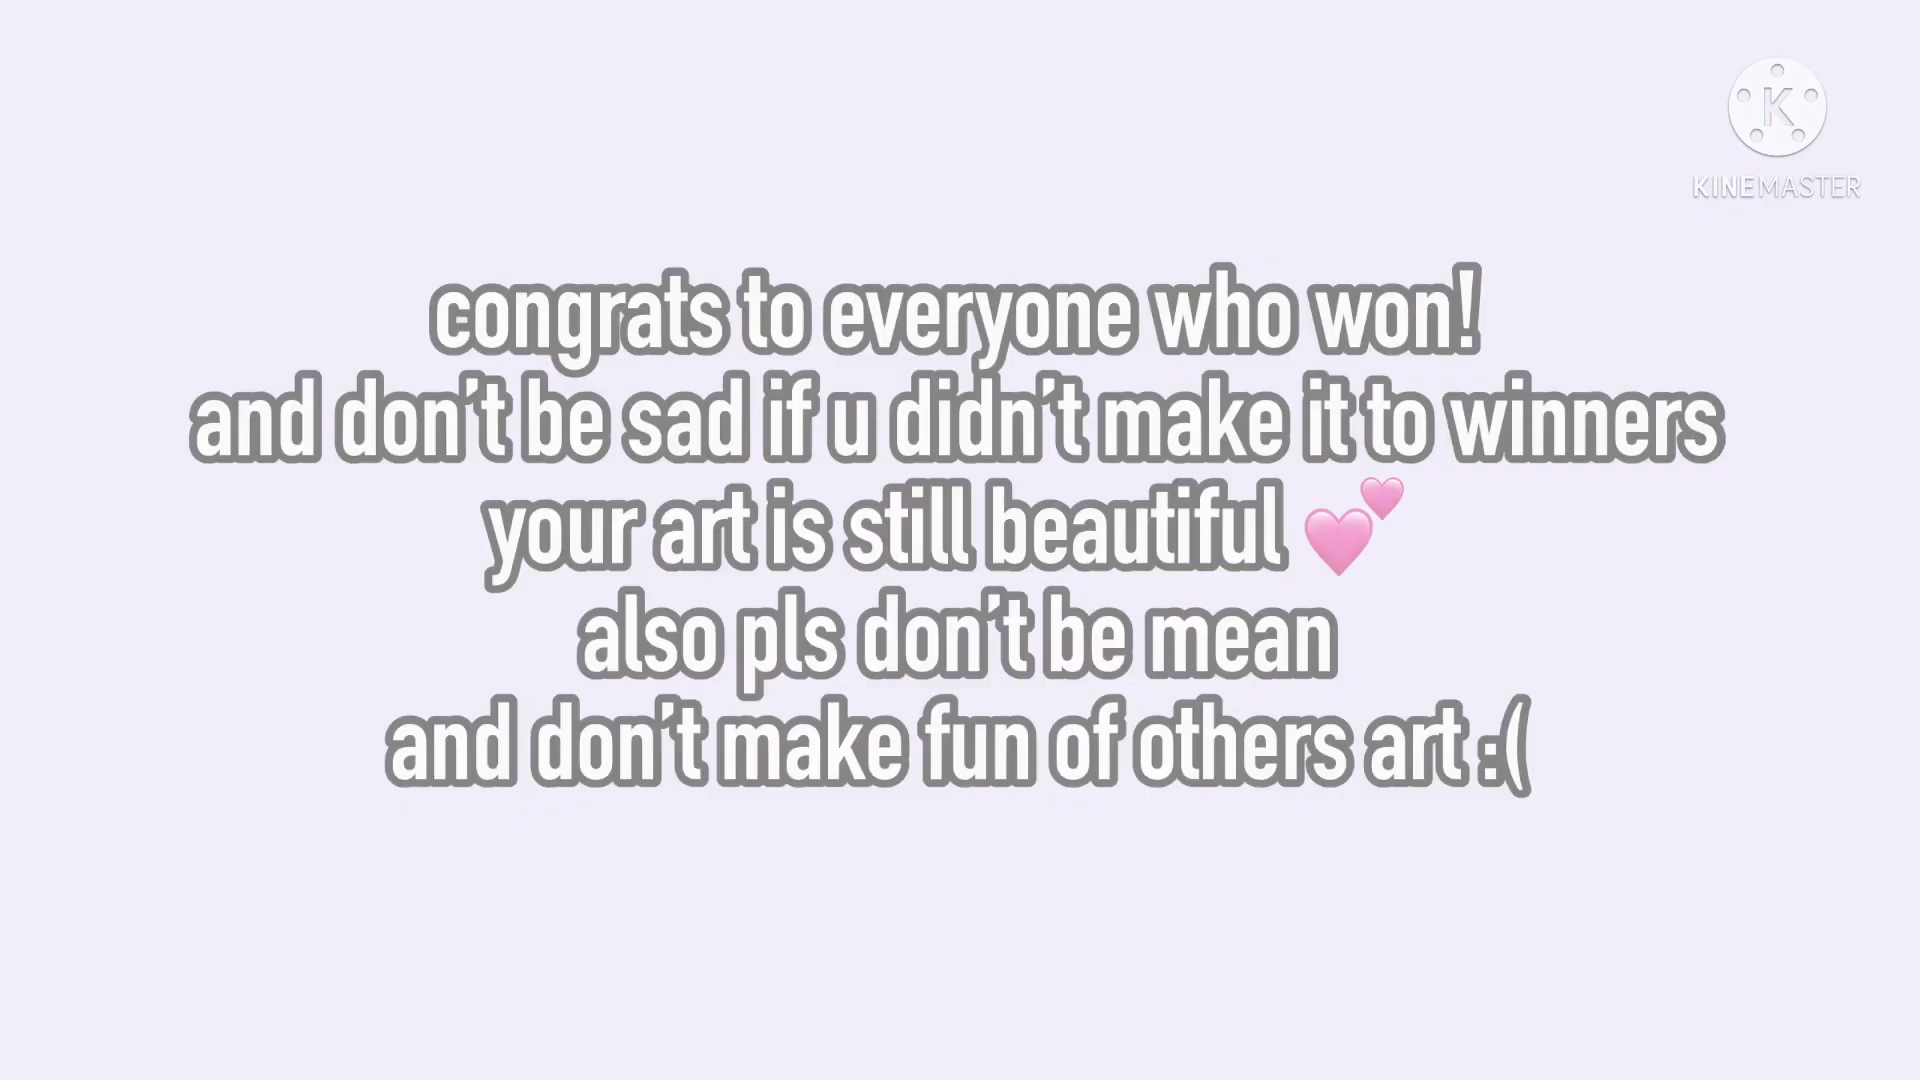 K
KINEMASTER
congrats to everyone who won!
and don't be sad if u didn't make it to winners
your art is still beautiful 💕
also pls don't be mean
and don't make fun of others art :(